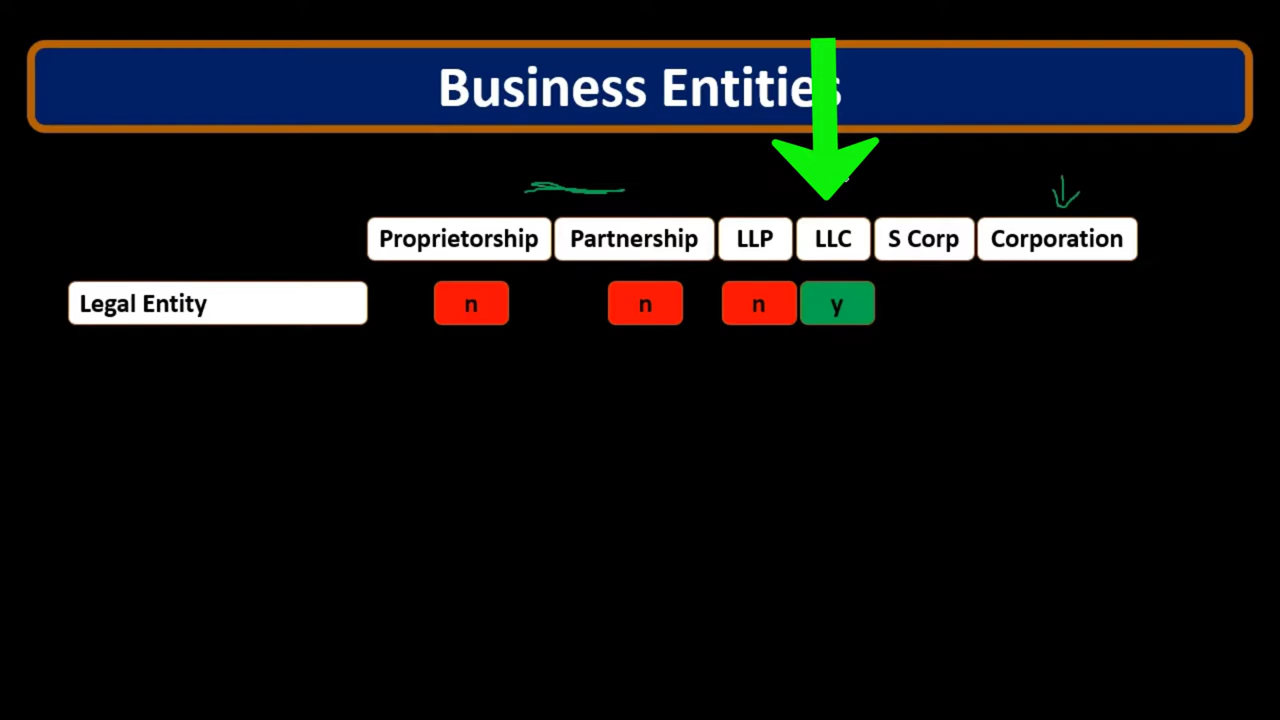 Business Entities
Proprietorship Partnership LLP LLC S Corp Corporation
Legal Entity n n n y